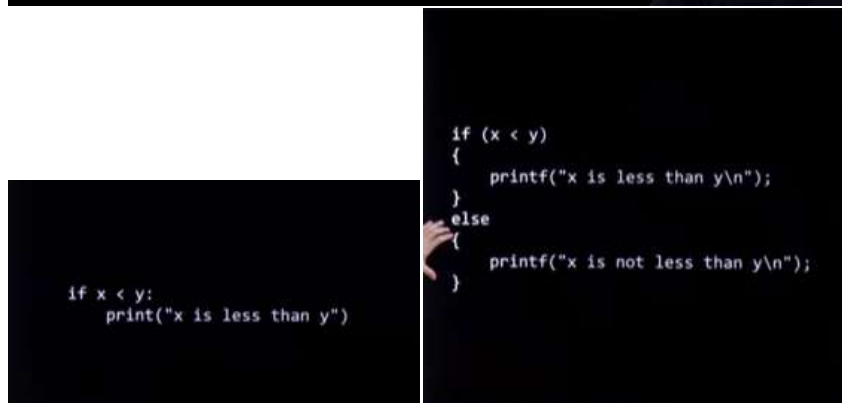 if x < y:
    print("x is less than y")
if (x < y)
{
    printf("x is less than y\n");
}
else
{
    printf("x is not less than y\n");
}